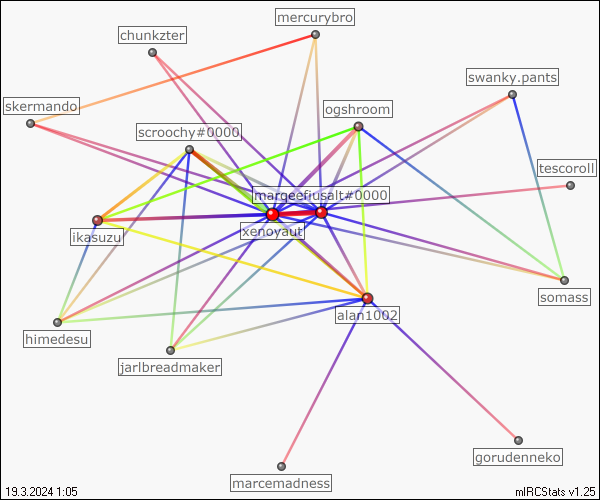 mercurybro
chunkzter
swanky.pants
skermando
ogshroom
scroochy#0000
tescoroll
margeerjusalt#0000
xenoyaut
ikasuzu
somass
alan1002
himedesu
jarlbreadmaker
gorudenneko
marcemadness
19.3.2024 1:05
mIRCStats v1.25